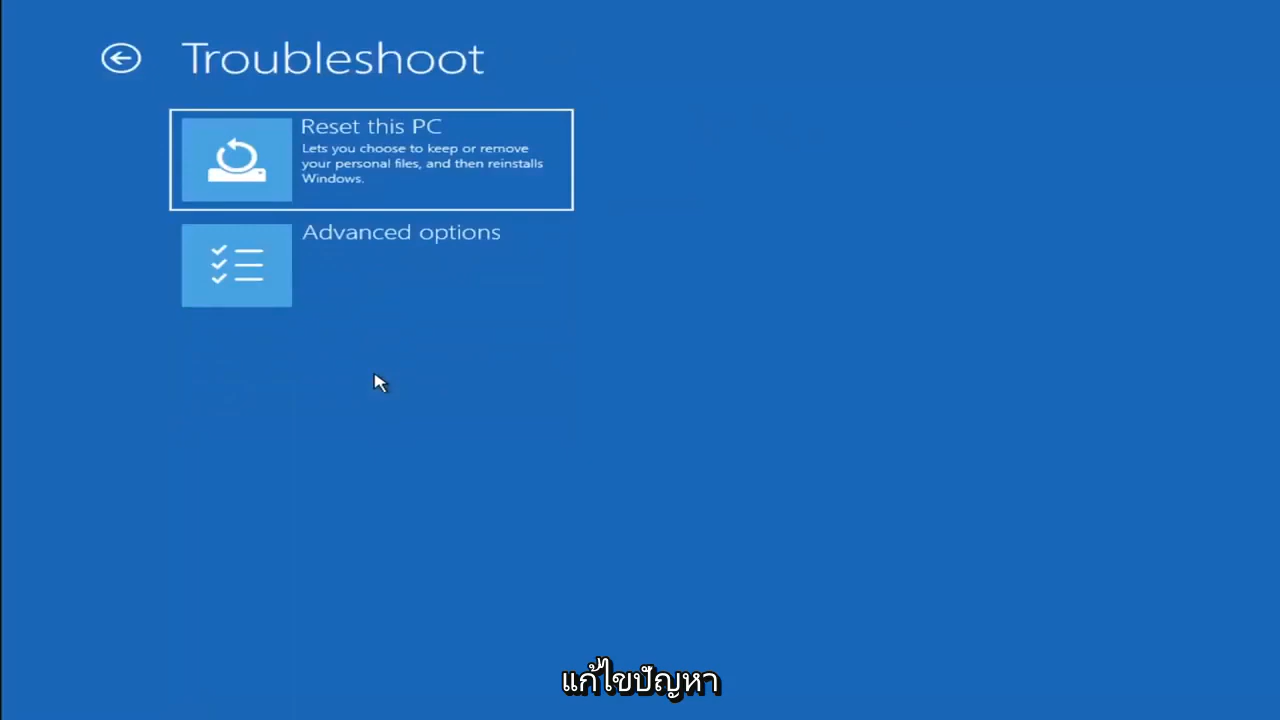 Troubleshoot
Reset this PC
Lets you choose to keep or remove
your personal files, and then reinstalls
Windows.
Advanced options
แก้ไขปัญหา